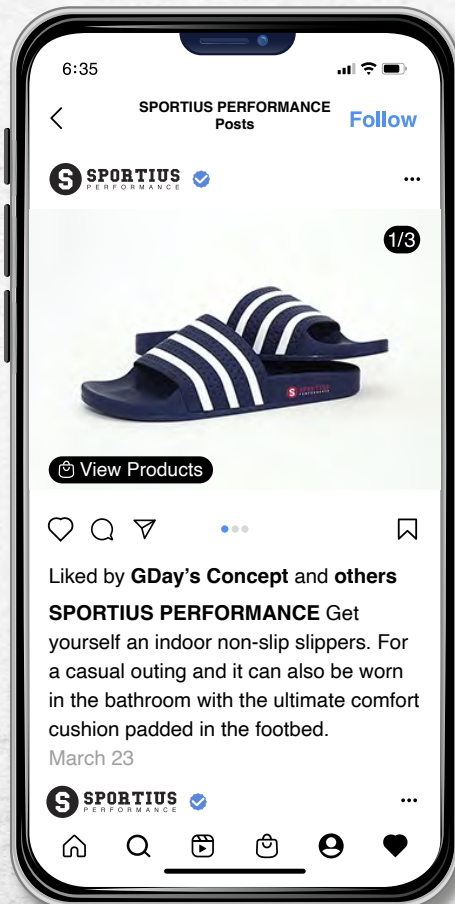 6:35
SPORTIUS PERFORMANCE
Posts
Follow
S SPORTIUS
PERFORMANCE
1/3
S SPORTIUS
PERFORMANCE
View Products
Liked by GDay's Concept and others
SPORTIUS PERFORMANCE Get
yourself an indoor non-slip slippers. For
a casual outing and it can also be worn
in the bathroom with the ultimate comfort
cushion padded in the footbed.
March 23
S SPORTIUS
PERFORMANCE